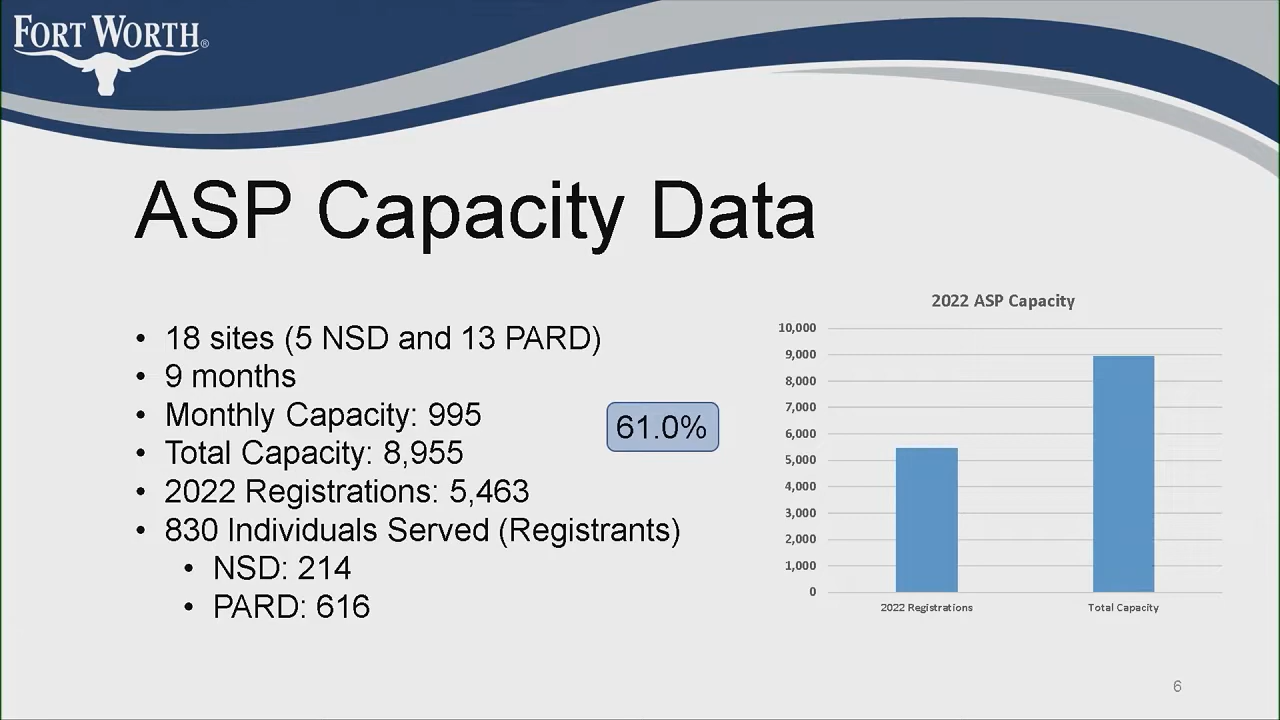 FORT WORTH®
ASP Capacity Data
• 18 sites (5 NSD and 13 PARD)
• 9 months
• Monthly Capacity: 995
• Total Capacity: 8,955
• 2022 Registrations: 5,463
• 830 Individuals Served (Registrants)
• NSD: 214
• PARD: 616
61.0%
2022 ASP Capacity
10,000
9,000
8,000
7,000
6,000
5,000
4,000
3,000
2,000
1,000
0
2022 Registrations
Total Capacity
6